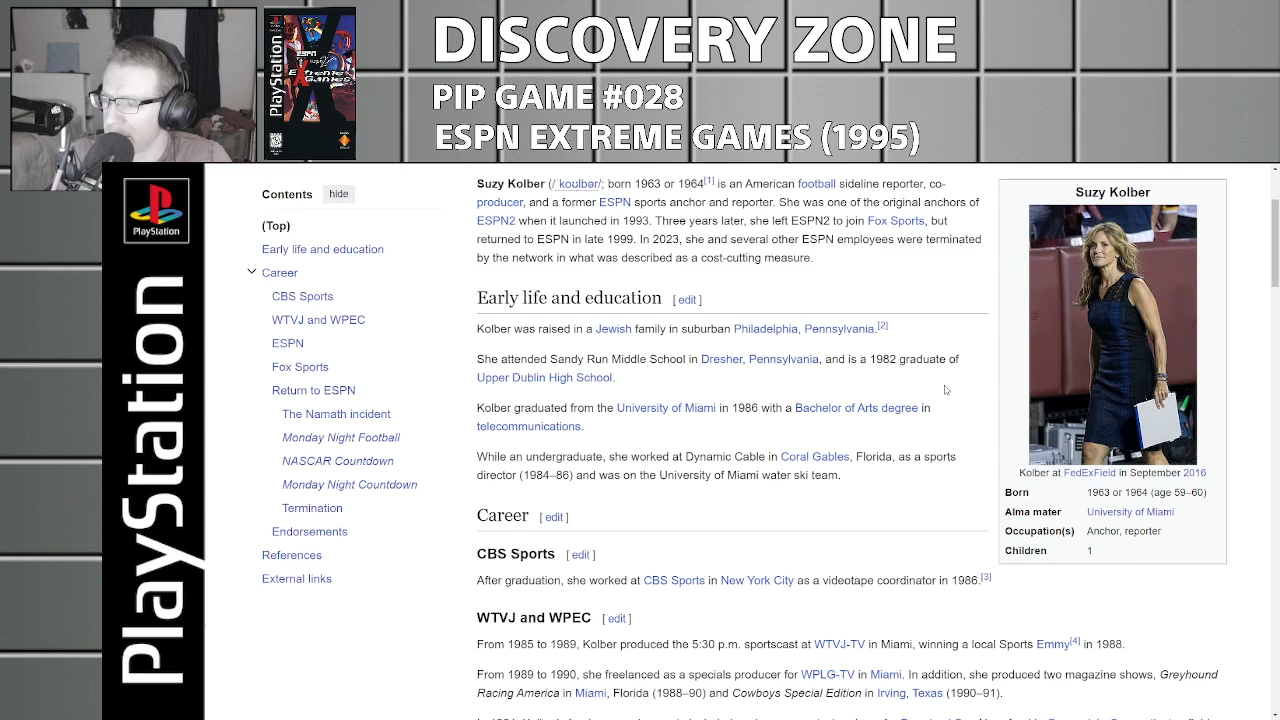 DISCOVERY ZONE
PIP GAME #028
ESPN EXTREME GAMES (1995)
PlayStation
ESPN
Extreme Games
PlayStation
PlayStation
Contents hide
(Top)
Early life and education
Career
CBS Sports
WTVJ and WPEC
ESPN
Fox Sports
Return to ESPN
The Namath incident
Monday Night Football
NASCAR Countdown
Monday Night Countdown
Termination
Endorsements
References
External links
Suzy Kolber (/ˈkoʊlbər/; born 1963 or 1964[1] is an American football sideline reporter, co-
producer, and a former ESPN sports anchor and reporter. She was one of the original anchors of
ESPN2 when it launched in 1993. Three years later, she left ESPN2 to join Fox Sports, but
returned to ESPN in late 1999. In 2023, she and several other ESPN employees were terminated
by the network in what was described as a cost-cutting measure.
Early life and education [ edit ]
Kolber was raised in a Jewish family in suburban Philadelphia, Pennsylvania.[2]
She attended Sandy Run Middle School in Dresher, Pennsylvania, and is a 1982 graduate of
Upper Dublin High School.
Kolber graduated from the University of Miami in 1986 with a Bachelor of Arts degree in
telecommunications.
While an undergraduate, she worked at Dynamic Cable in Coral Gables, Florida, as a sports
director (1984–86) and was on the University of Miami water ski team.
Career [ edit ]
CBS Sports [ edit ]
After graduation, she worked at CBS Sports in New York City as a videotape coordinator in 1986.[3]
WTVJ and WPEC [ edit ]
From 1985 to 1989, Kolber produced the 5:30 p.m. sportscast at WTVJ-TV in Miami, winning a local Sports Emmy[4] in 1988.
From 1989 to 1990, she freelanced as a specials producer for WPLG-TV in Miami. In addition, she produced two magazine shows, Greyhound
Racing America in Miami, Florida (1988–90) and Cowboys Special Edition in Irving, Texas (1990–91).
Suzy Kolber
Kolber at FedExField in September 2016
Born 1963 or 1964 (age 59–60)
Alma mater University of Miami
Occupation(s) Anchor, reporter
Children 1